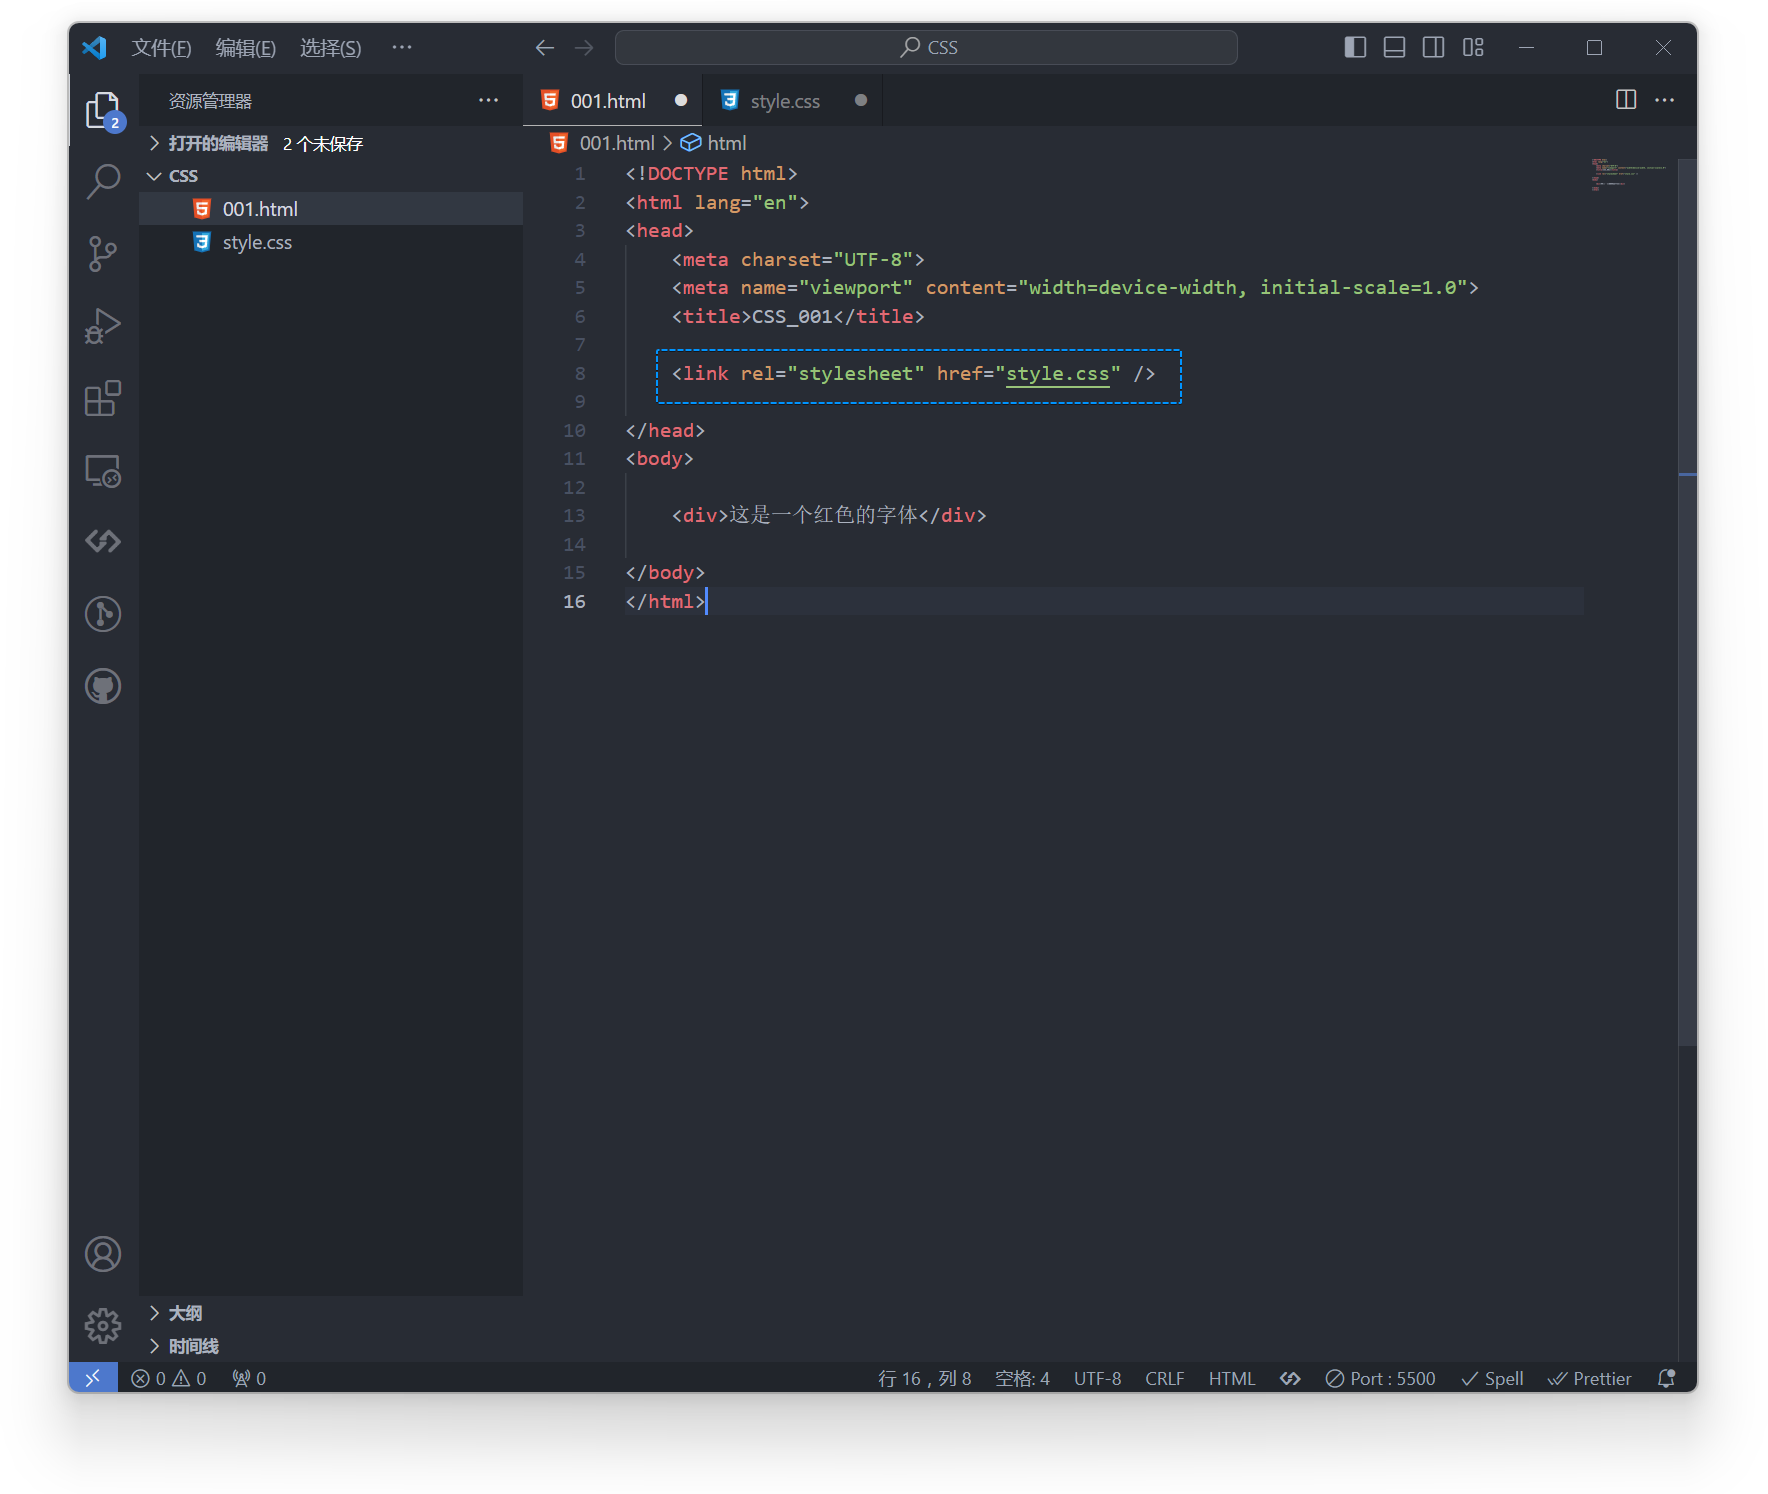 文件(F) 编辑(E) 选择(S) ··· CSS
2
资源管理器 ···
打开的编辑器 2 个未保存
CSS
001.html
style.css
大纲
时间线
001.html style.css ···
001.html > html
1 <!DOCTYPE html>
2 <html lang="en">
3 <head>
4 <meta charset="UTF-8">
5 <meta name="viewport" content="width=device-width, initial-scale=1.0">
6 <title>CSS_001</title>
7
8 <link rel="stylesheet" href="style.css" />
9
10 </head>
11 <body>
12
13 <div>这是一个红色的字体</div>
14
15 </body>
16 </html>
0 0 0 行 16，列 8 空格: 4 UTF-8 CRLF HTML Port : 5500 Spell Prettier